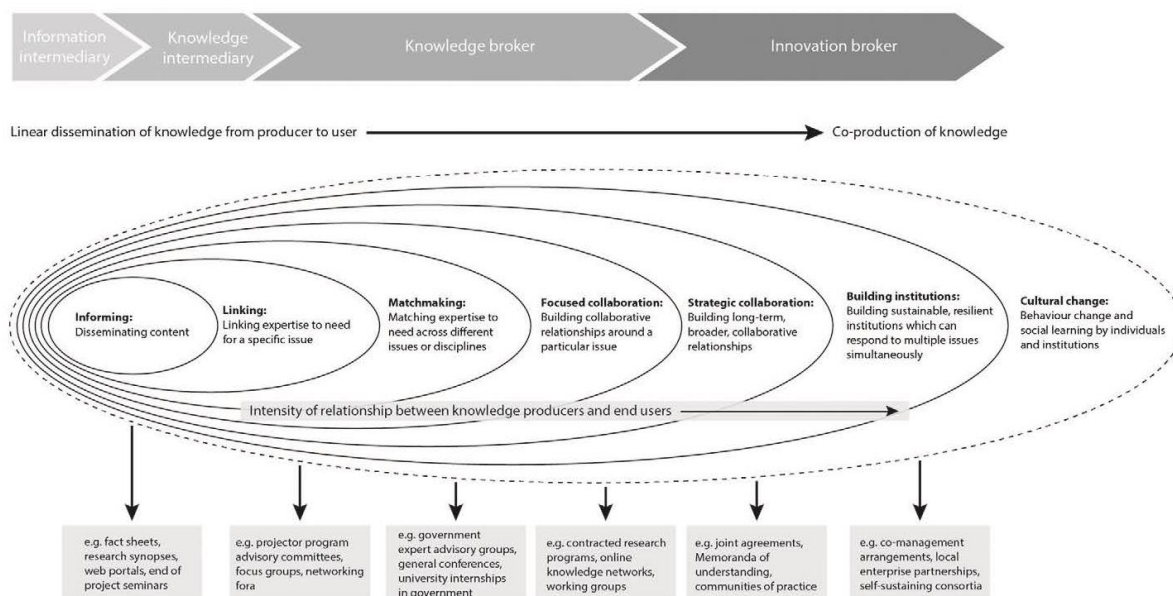 Information
intermediary
Knowledge
intermediary
Knowledge broker
Innovation broker
Linear dissemination of knowledge from producer to user
Co-production of knowledge
Informing:
Disseminating content
Linking:
Linking expertise to need
for a specific issue
Matchmaking:
Matching expertise to
need across different
issues or disciplines
Focused collaboration:
Building collaborative
relationships around a
particular issue
Strategic collaboration:
Building long-term,
broader, collaborative
relationships
Building institutions:
Building sustainable, resilient
institutions which can
respond to multiple issues
simultaneously
Cultural change:
Behaviour change and
social learning by individuals
and institutions
Intensity of relationship between knowledge producers and end users
e.g. fact sheets,
research synopses,
web portals, end of
project seminars
e.g. projector program
advisory committees,
focus groups, networking
fora
e.g. government
expert advisory groups,
general conferences,
university internships
in government
e.g. contracted research
programs, online
knowledge networks,
working groups
e.g. joint agreements,
Memoranda of
understanding,
communities of practice
e.g. co-management
arrangements, local
enterprise partnerships,
self-sustaining consortia